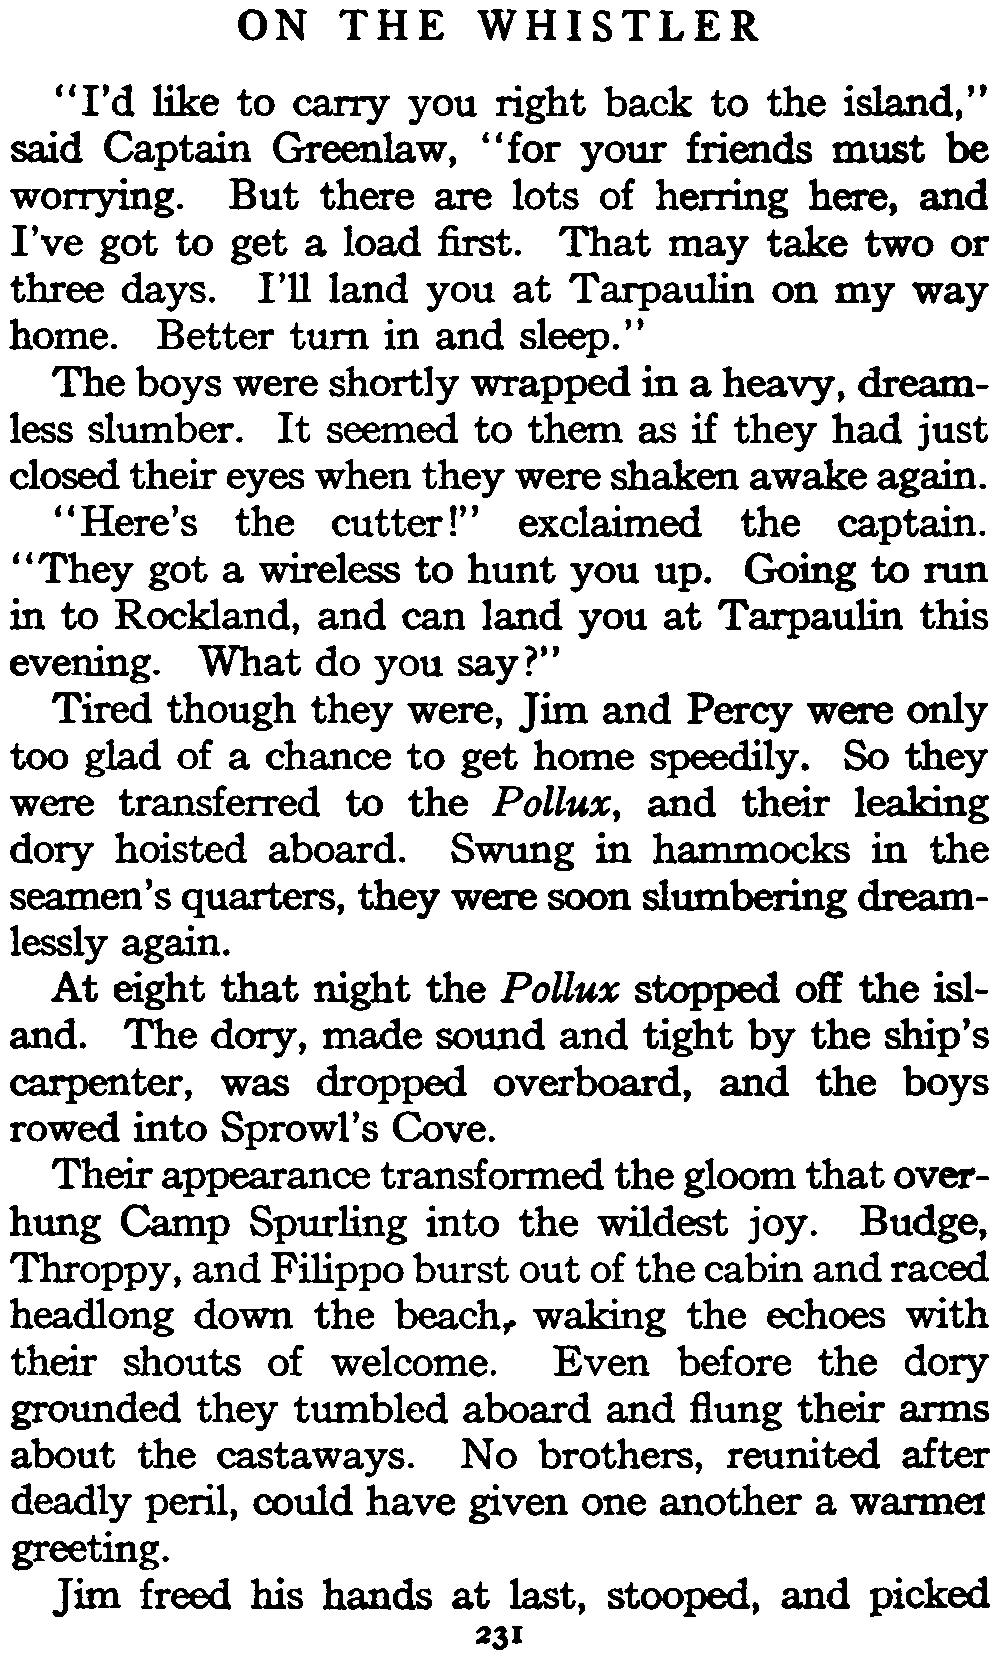 ON THE WHISTLER
"I'd like to carry you right back to the island,"
said Captain Greenlaw, "for your friends must be
worrying. But there are lots of herring here, and
I've got to get a load first. That may take two or
three days. I'll land you at Tarpaulin on my way
home. Better turn in and sleep."
The boys were shortly wrapped in a heavy, dream-
less slumber. It seemed to them as if they had just
closed their eyes when they were shaken awake again.
"Here's the cutter!" exclaimed the captain.
"They got a wireless to hunt you up. Going to run
in to Rockland, and can land you at Tarpaulin this
evening. What do you say?"
Tired though they were, Jim and Percy were only
too glad of a chance to get home speedily. So they
were transferred to the Pollux, and their leaking
dory hoisted aboard. Swung in hammocks in the
seamen's quarters, they were soon slumbering dream-
lessly again.
At eight that night the Pollux stopped off the isl-
and. The dory, made sound and tight by the ship's
carpenter, was dropped overboard, and the boys
rowed into Sprowl's Cove.
Their appearance transformed the gloom that over-
hung Camp Spurling into the wildest joy. Budge,
Throppy, and Filippo burst out of the cabin and raced
headlong down the beach, waking the echoes with
their shouts of welcome. Even before the dory
grounded they tumbled aboard and flung their arms
about the castaways. No brothers, reunited after
deadly peril, could have given one another a warmer
greeting.
Jim freed his hands at last, stooped, and picked
231